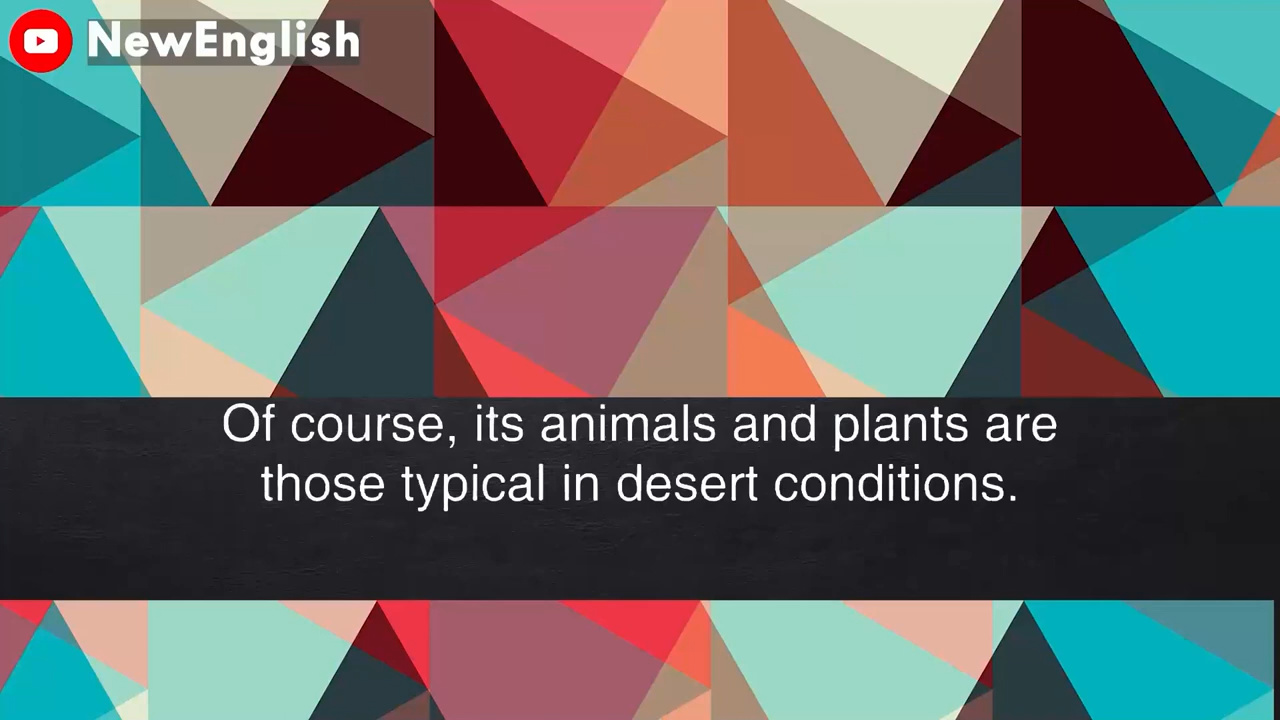 NewEnglish
Of course, its animals and plants are
those typical in desert conditions.